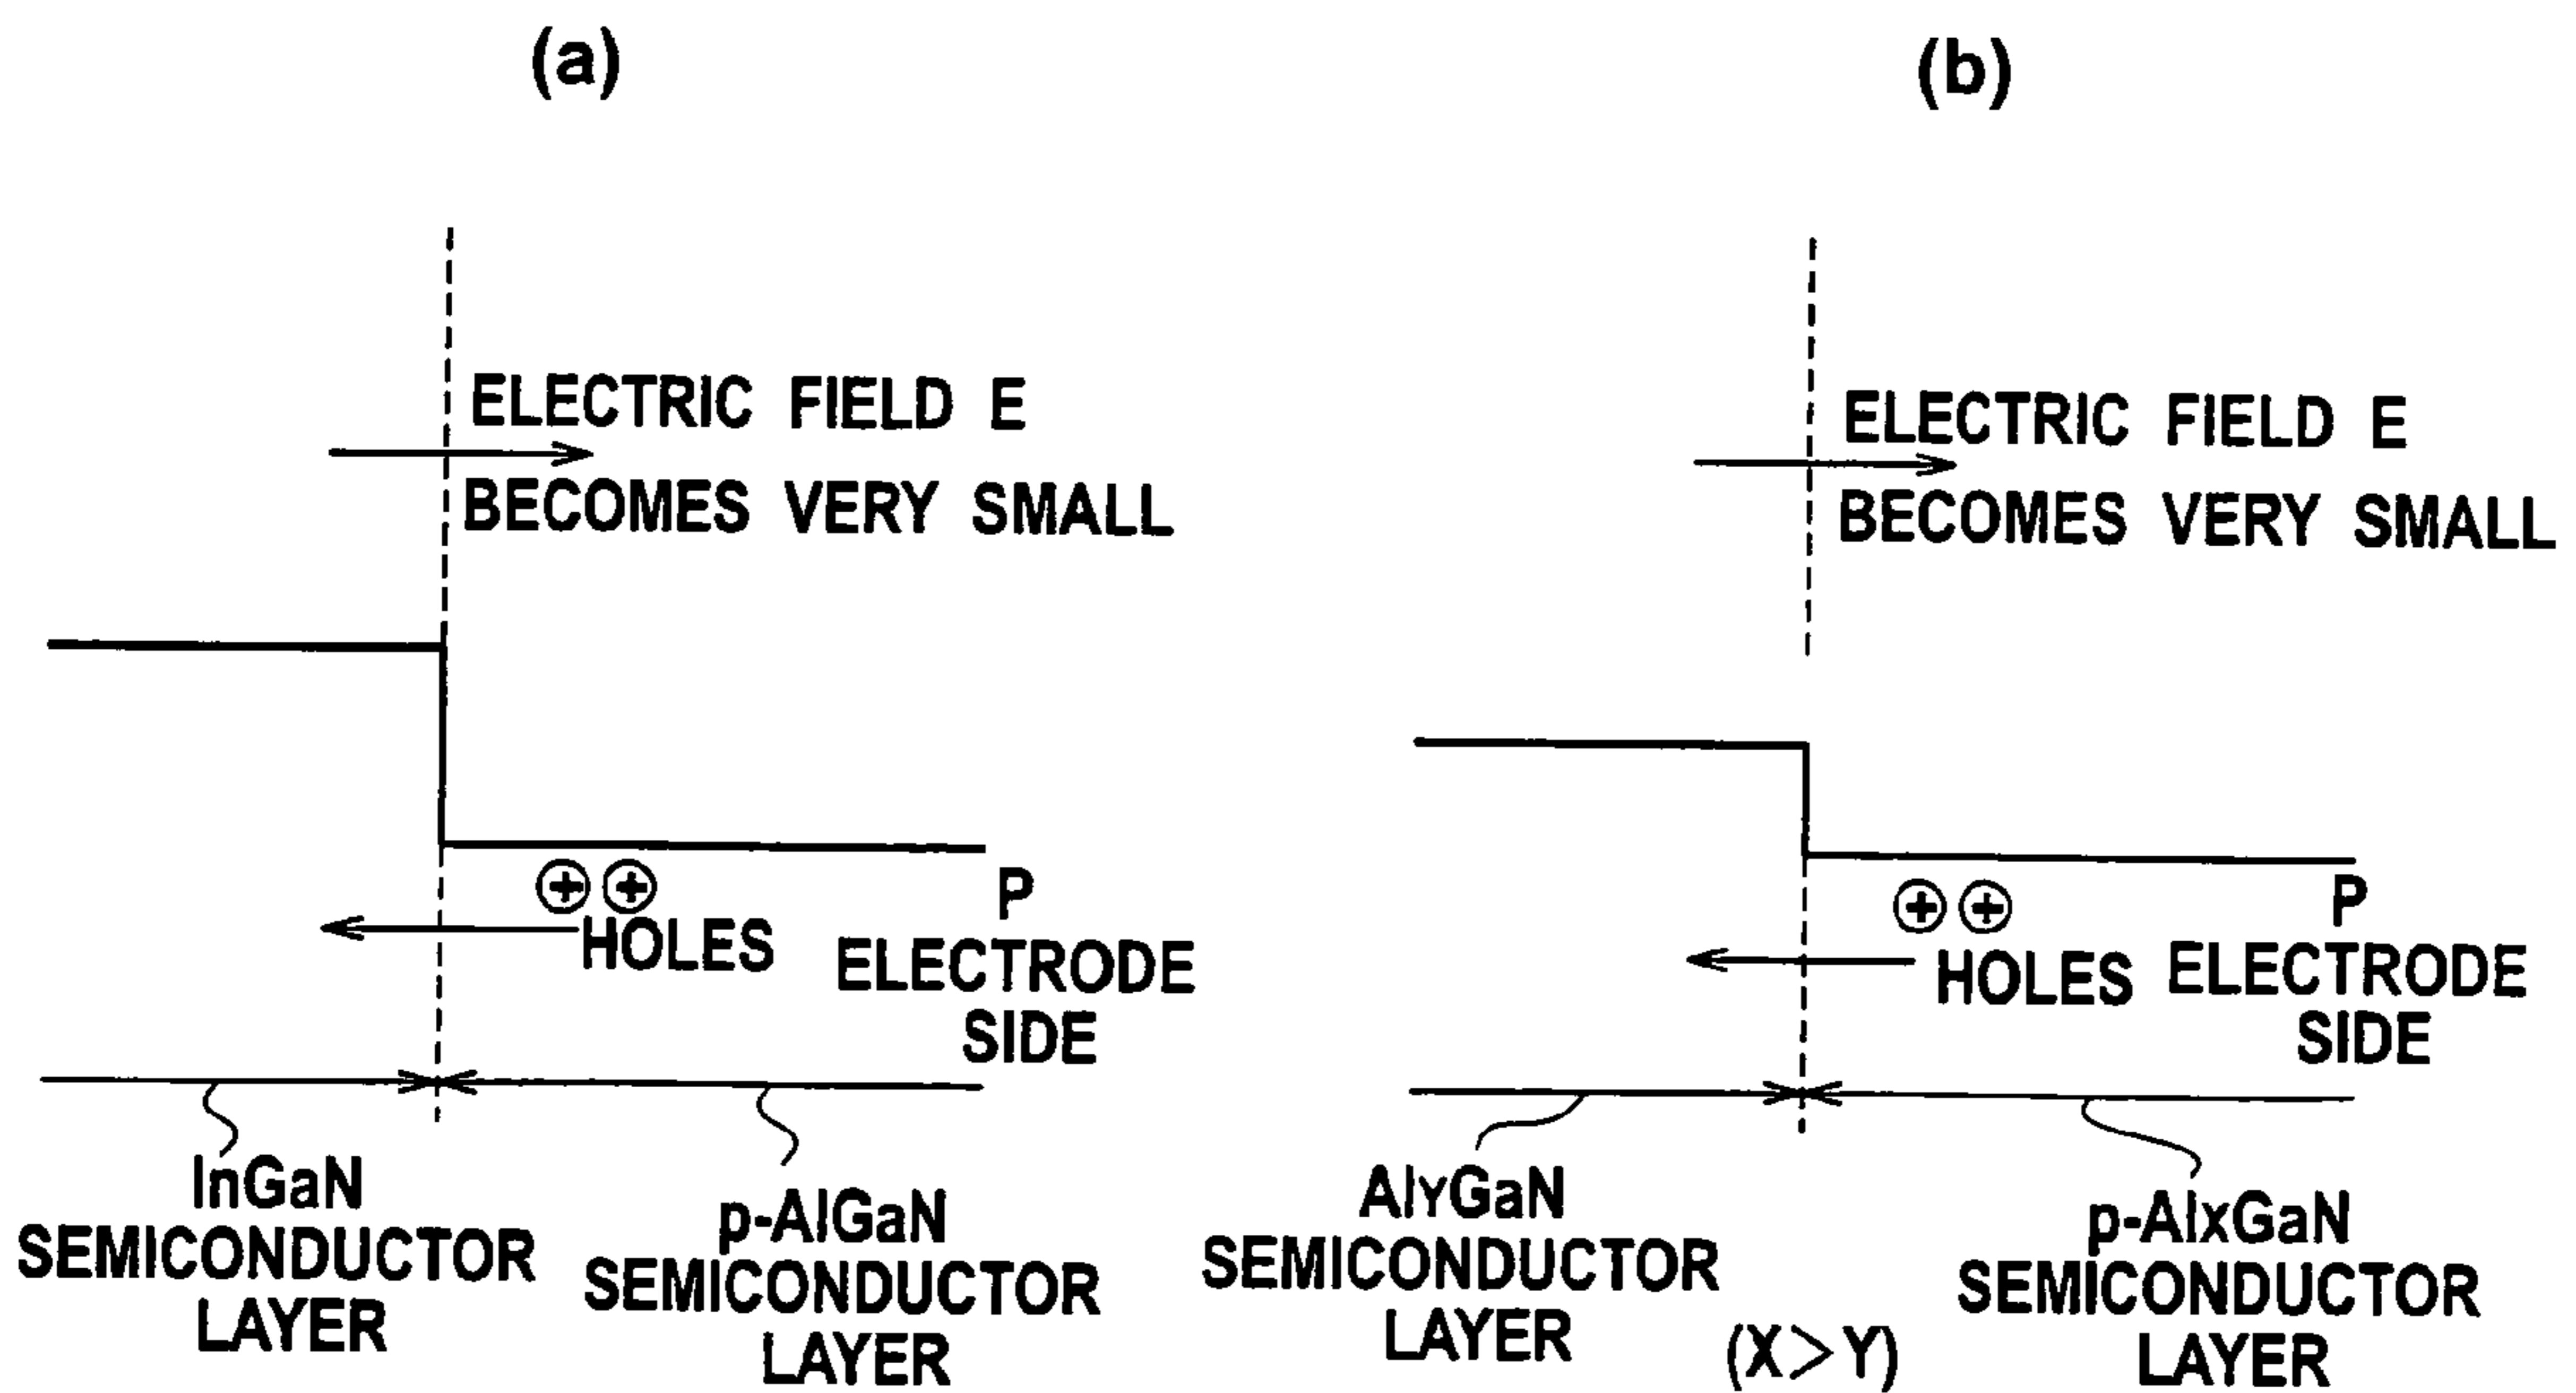 (a)
ELECTRIC FIELD E
BECOMES VERY SMALL
⊕⊕
HOLES
P
ELECTRODE
SIDE
InGaN
SEMICONDUCTOR
LAYER
p-AlGaN
SEMICONDUCTOR
LAYER
(b)
ELECTRIC FIELD E
BECOMES VERY SMALL
⊕⊕
HOLES
P
ELECTRODE
SIDE
AlYGaN
SEMICONDUCTOR
LAYER
(X>Y)
p-AlXGaN
SEMICONDUCTOR
LAYER